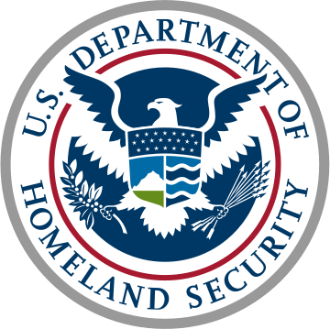 U.S. DEPARTMENT OF
HOMELAND SECURITY